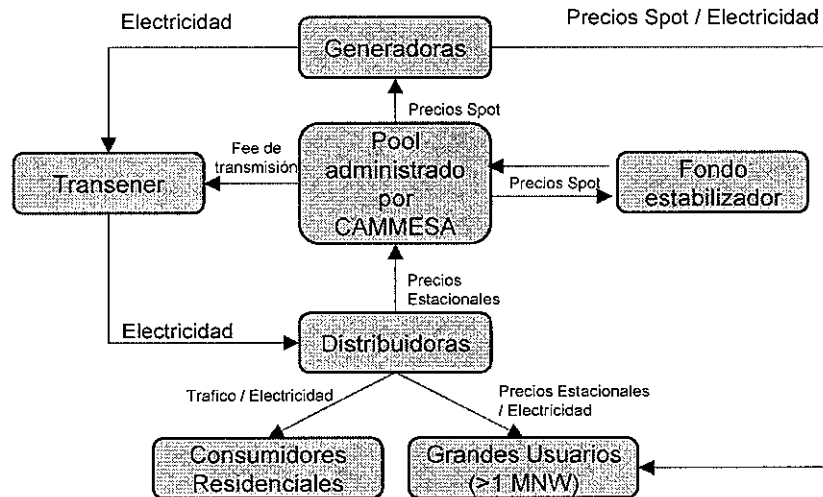 Electricidad
Precios Spot / Electricidad
Generadoras
Precios Spot
Fee de
transmisión
Pool
administrado
por
CAMMESA
Transener
Precios Spot
Fondo
estabilizador
Precios
Estacionales
Electricidad
Distribuidoras
Trafico / Electricidad
Precios Estacionales
/ Electricidad
Consumidores
Residenciales
Grandes Usuarios
(>1 MNW)